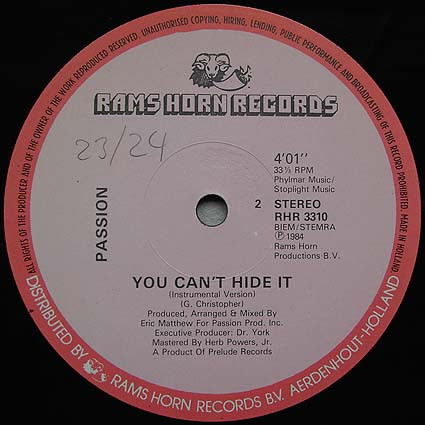 ALL RIGHTS OF THE PRODUCER AND OF THE OWNER OF THE WORK REPRODUCED RESERVED. UNAUTHORISED COPYING, HIRING, LENDING, PUBLIC PERFORMANCE AND BROADCASTING OF THIS RECORD PROHIBITED. MADE IN HOLLAND
RAMS HORN RECORDS
23/24
4'01''
33⅓ RPM
Phylmar Music/
Stoplight Music
2 STEREO
RHR 3310
BIEM/STEMRA
℗ 1984
Rams Horn
Productions B.V.
PASSION
YOU CAN'T HIDE IT
(Instrumental Version)
(G. Christopher)
Produced, Arranged & Mixed By
Eric Matthew For Passion Prod. Inc.
Executive Producer: Dr. York
Mastered By Herb Powers, Jr.
A Product Of Prelude Records
DISTRIBUTED BY RAMS HORN RECORDS B.V. AERDENHOUT-HOLLAND